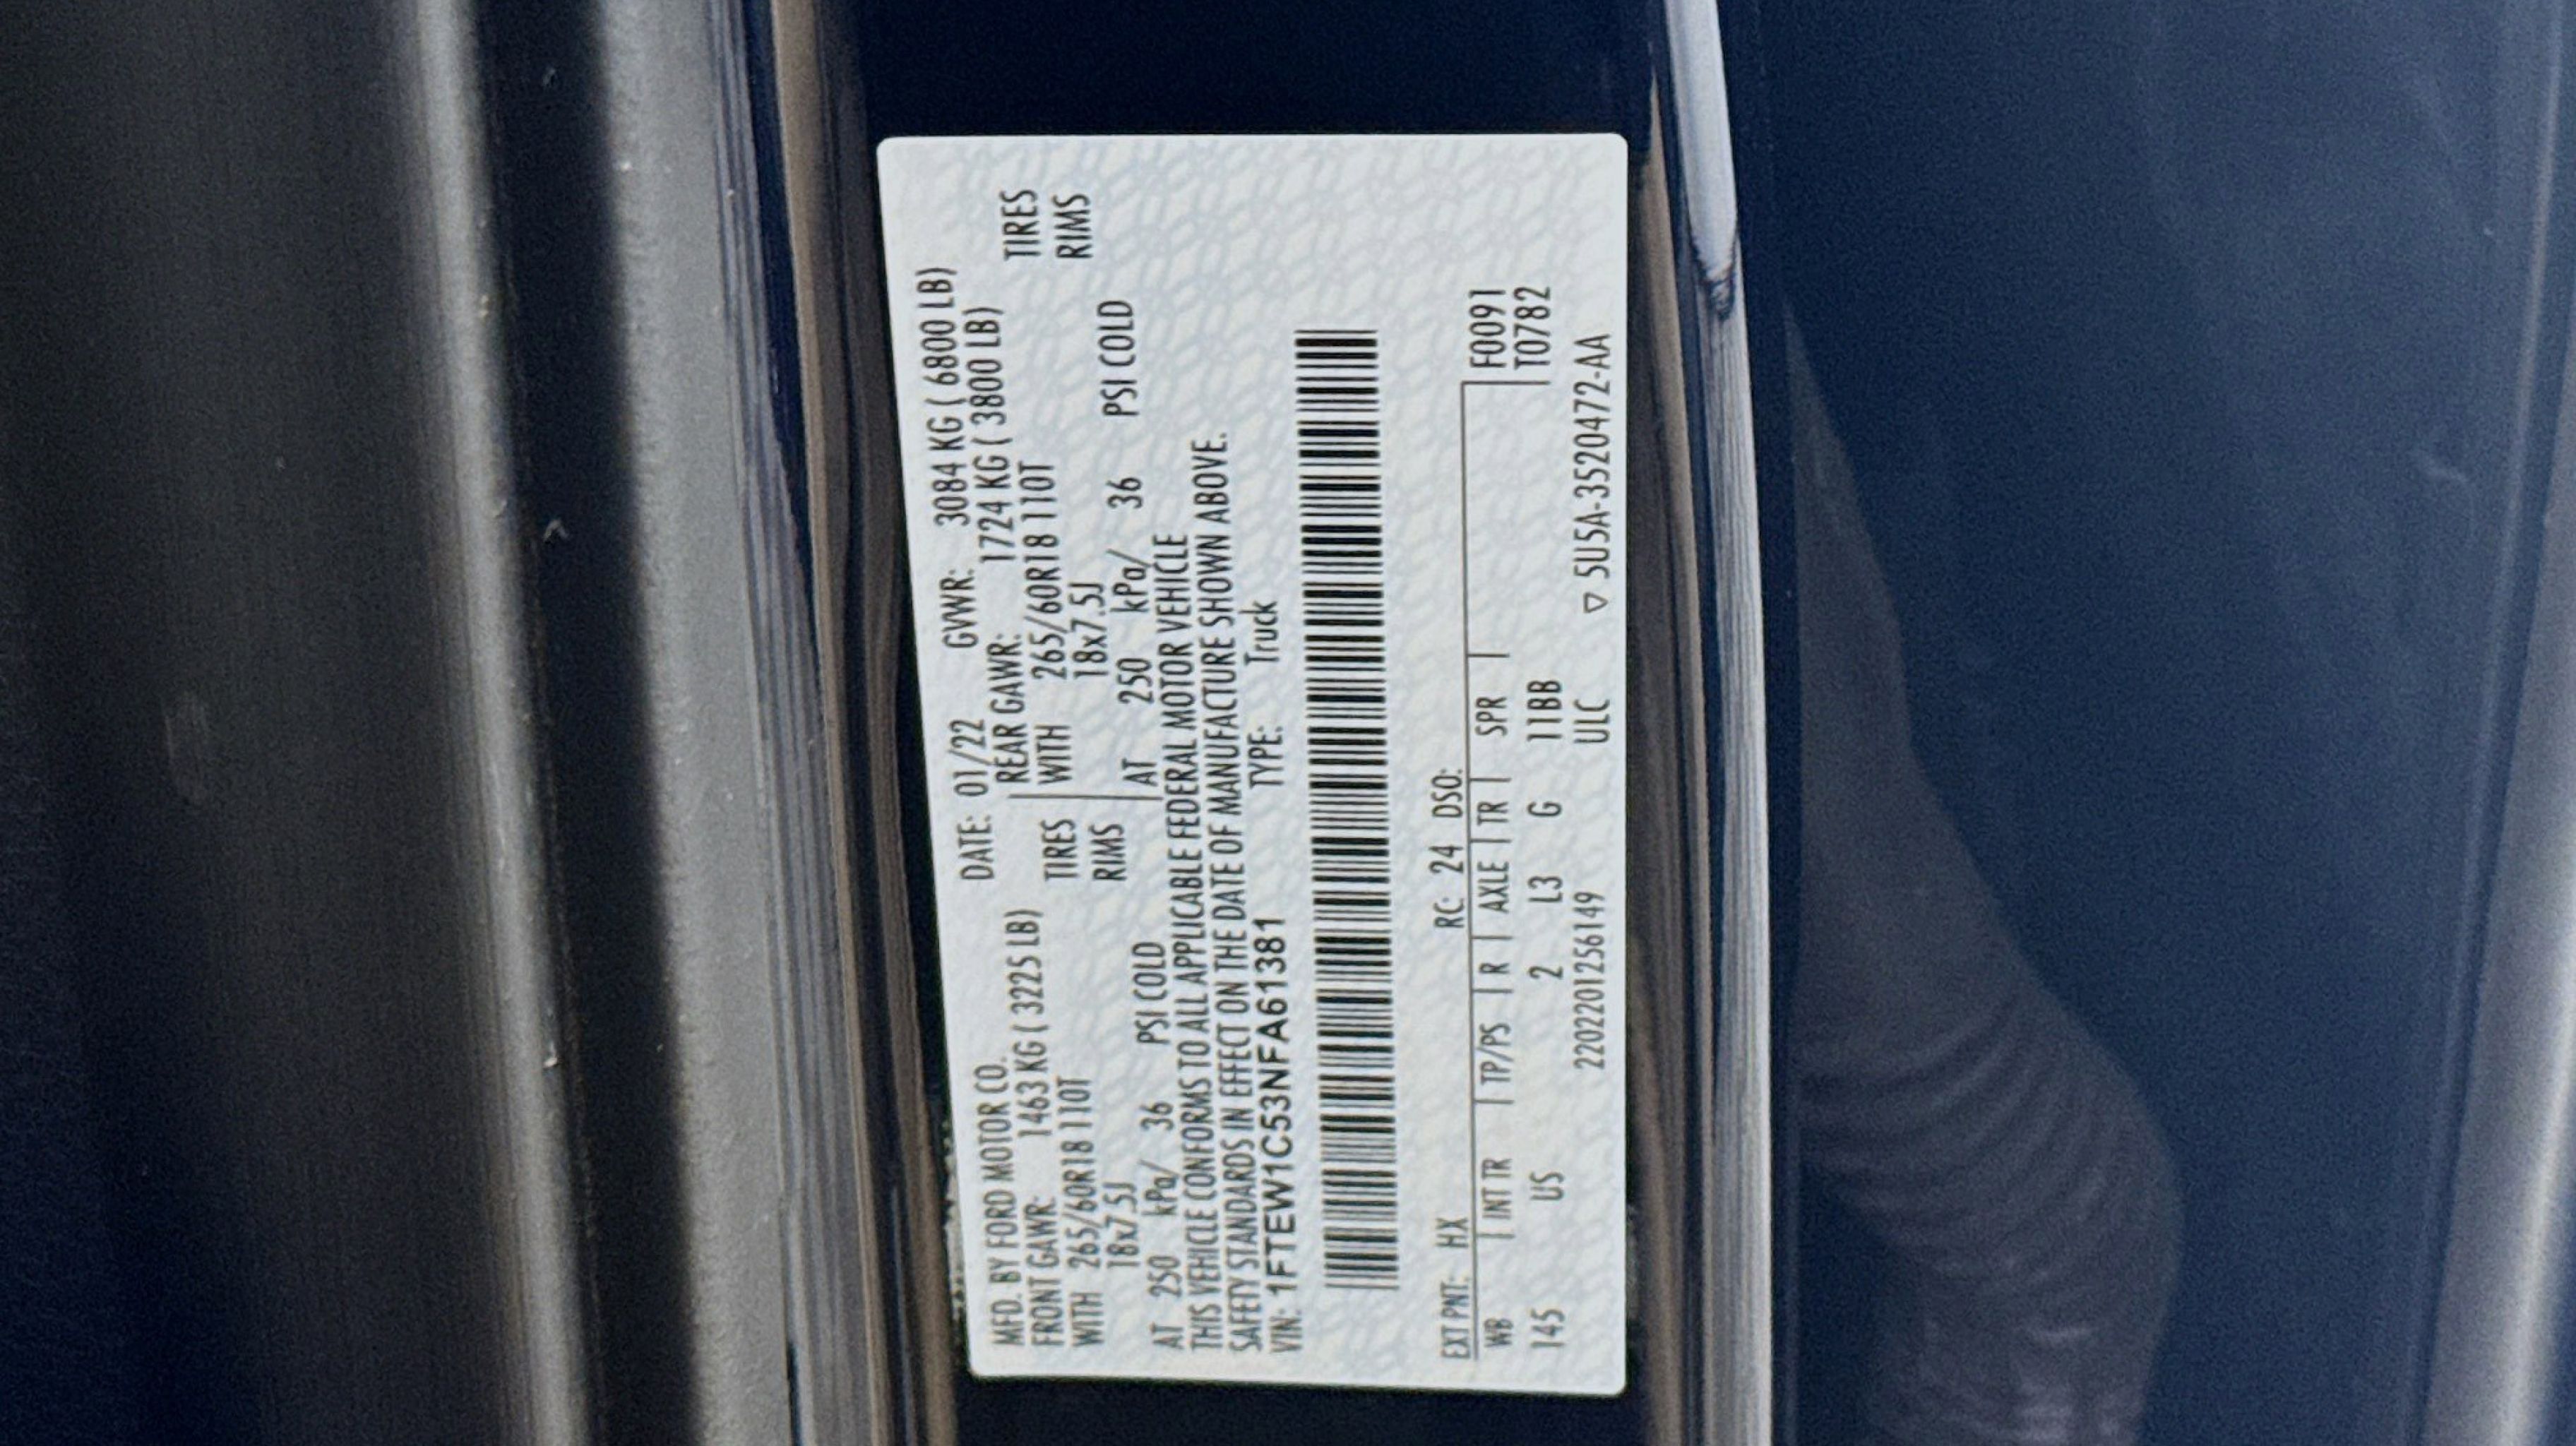 MFD. BY FORD MOTOR CO. DATE: 01/22 GVWR: 3084 KG ( 6800 LB)
FRONT GAWR: 1463 KG ( 3225 LB) REAR GAWR: 1724 KG ( 3800 LB)
WITH 265/60R18 110T TIRES WITH 265/60R18 110T TIRES
18x7.5J RIMS 18x7.5J RIMS
AT 250 kPa/ 36 PSI COLD AT 250 kPa/ 36 PSI COLD
THIS VEHICLE CONFORMS TO ALL APPLICABLE FEDERAL MOTOR VEHICLE
SAFETY STANDARDS IN EFFECT ON THE DATE OF MANUFACTURE SHOWN ABOVE.
VIN: 1FTEW1C53NFA61381 TYPE: Truck
EXT PNT: HX RC: 24 DSO:
WB | INT TR | TP/PS | R | AXLE | TR | SPR | F0091
145 US 2 L3 G 11BB T0782
2202201256149 ULC ▽ 5U5A-3520472-AA